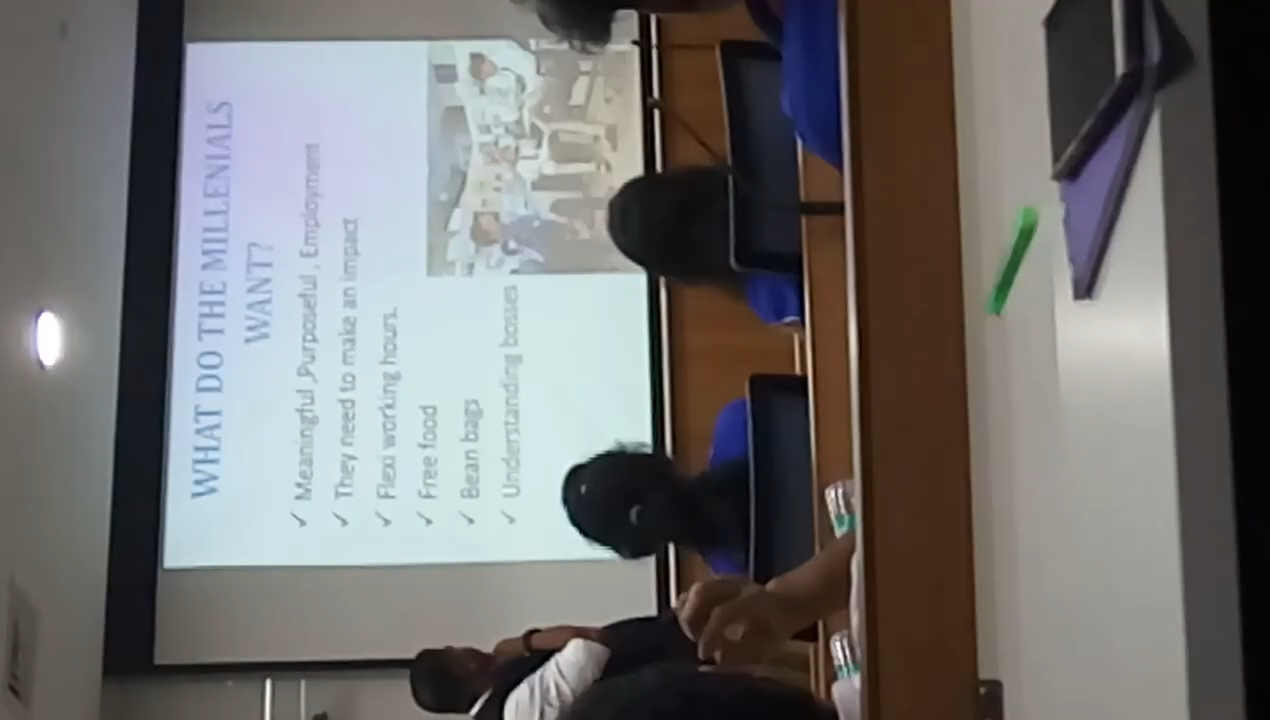 WHAT DO THE MILLENIALS
WANT?
✓ Meaningful ,Purposeful , Employment
✓ They need to make an impact
✓ Flexi working hours.
✓ Free food
✓ Bean bags
✓ Understanding bosses